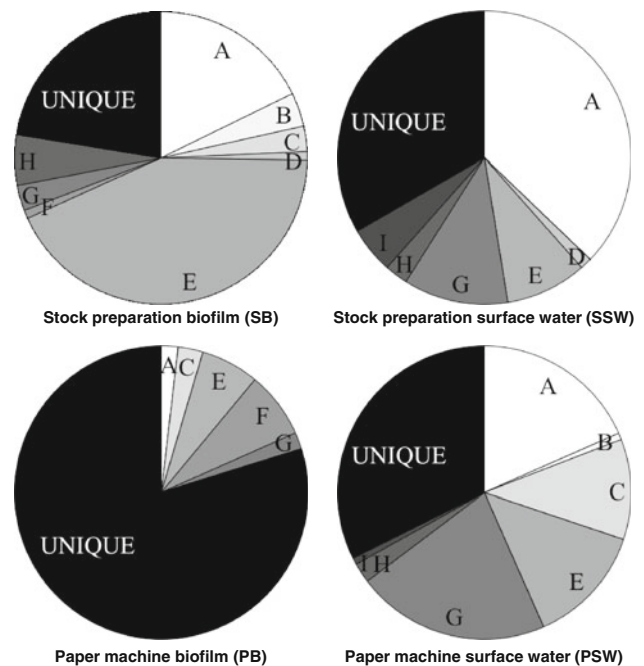 A
B
C
D
E
F
G
H
UNIQUE
Stock preparation biofilm (SB)
A
D
E
G
H
I
UNIQUE
Stock preparation surface water (SSW)
A
C
E
F
G
UNIQUE
Paper machine biofilm (PB)
A
B
C
E
G
H
I
UNIQUE
Paper machine surface water (PSW)